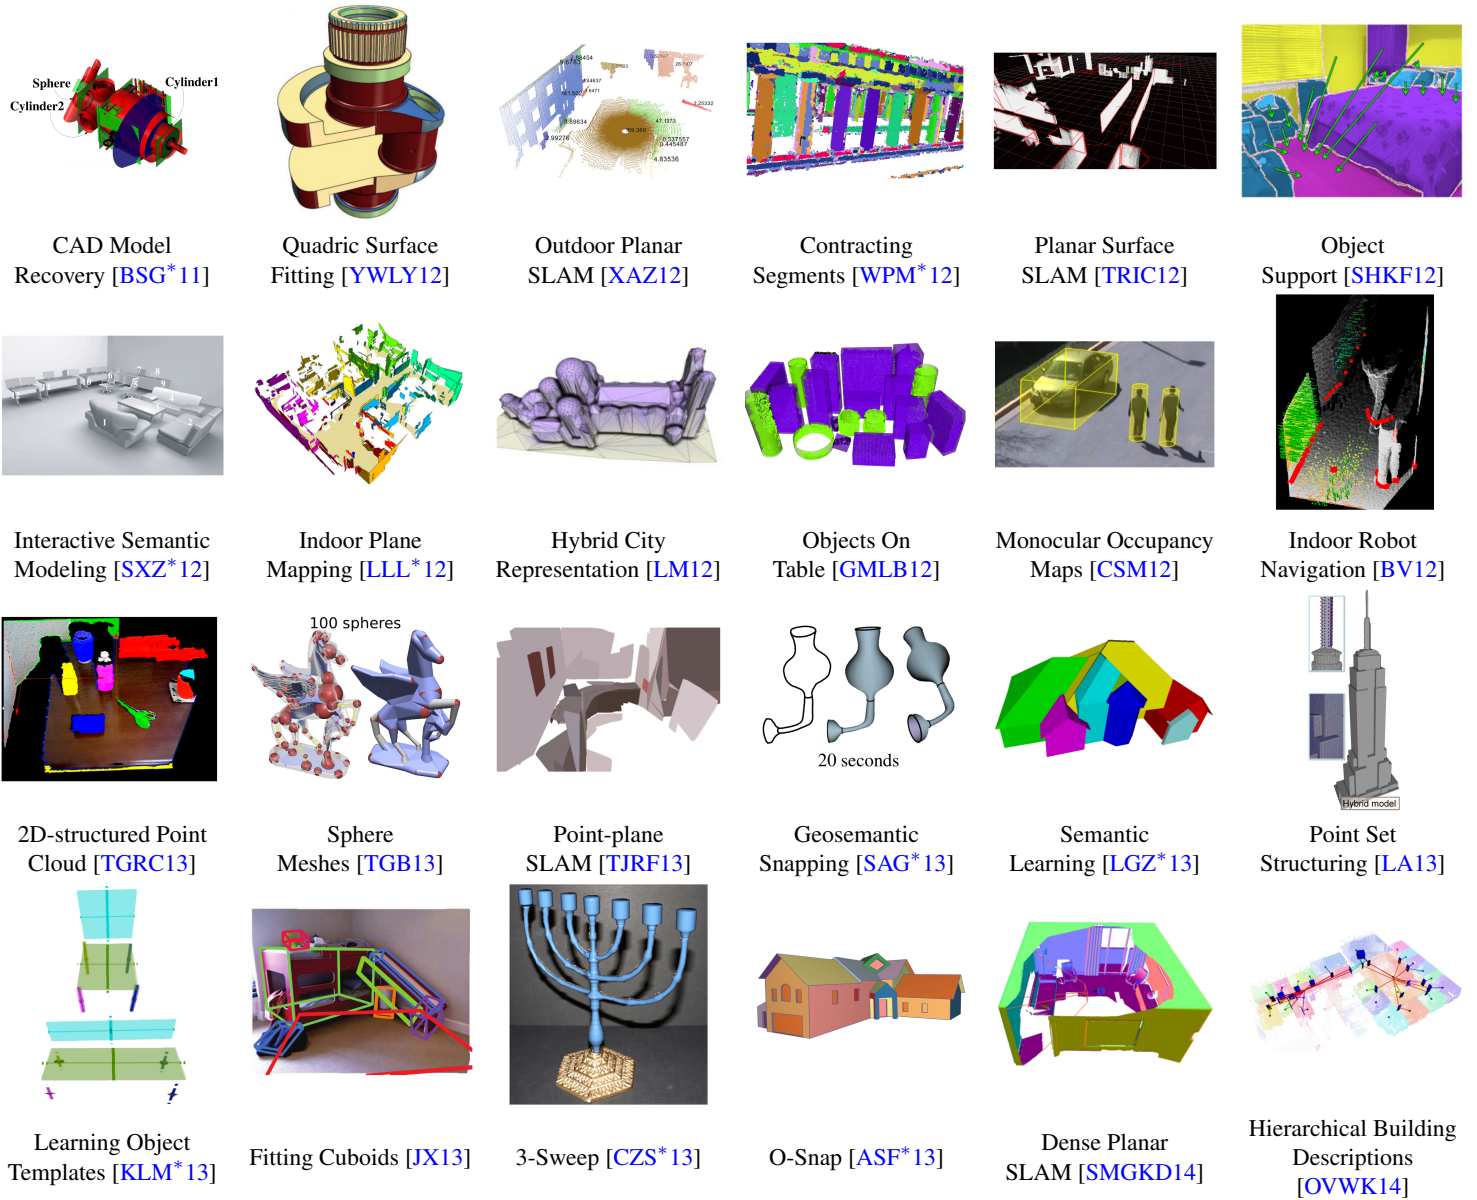 Sphere
Cylinder1
Cylinder2
CAD Model
Recovery [BSG*11]
Quadric Surface
Fitting [YWLY12]
Outdoor Planar
SLAM [XAZ12]
Contracting
Segments [WPM*12]
Planar Surface
SLAM [TRIC12]
Object
Support [SHKF12]
Interactive Semantic
Modeling [SXZ*12]
Indoor Plane
Mapping [LLL*12]
Hybrid City
Representation [LM12]
Objects On
Table [GMLB12]
Monocular Occupancy
Maps [CSM12]
Indoor Robot
Navigation [BV12]
100 spheres
20 seconds
Hybrid model
2D-structured Point
Cloud [TGRC13]
Sphere
Meshes [TGB13]
Point-plane
SLAM [TJRF13]
Geosemantic
Snapping [SAG*13]
Semantic
Learning [LGZ*13]
Point Set
Structuring [LA13]
Learning Object
Templates [KLM*13]
Fitting Cuboids [JX13]
3-Sweep [CZS*13]
O-Snap [ASF*13]
Dense Planar
SLAM [SMGKD14]
Hierarchical Building
Descriptions
[OVWK14]